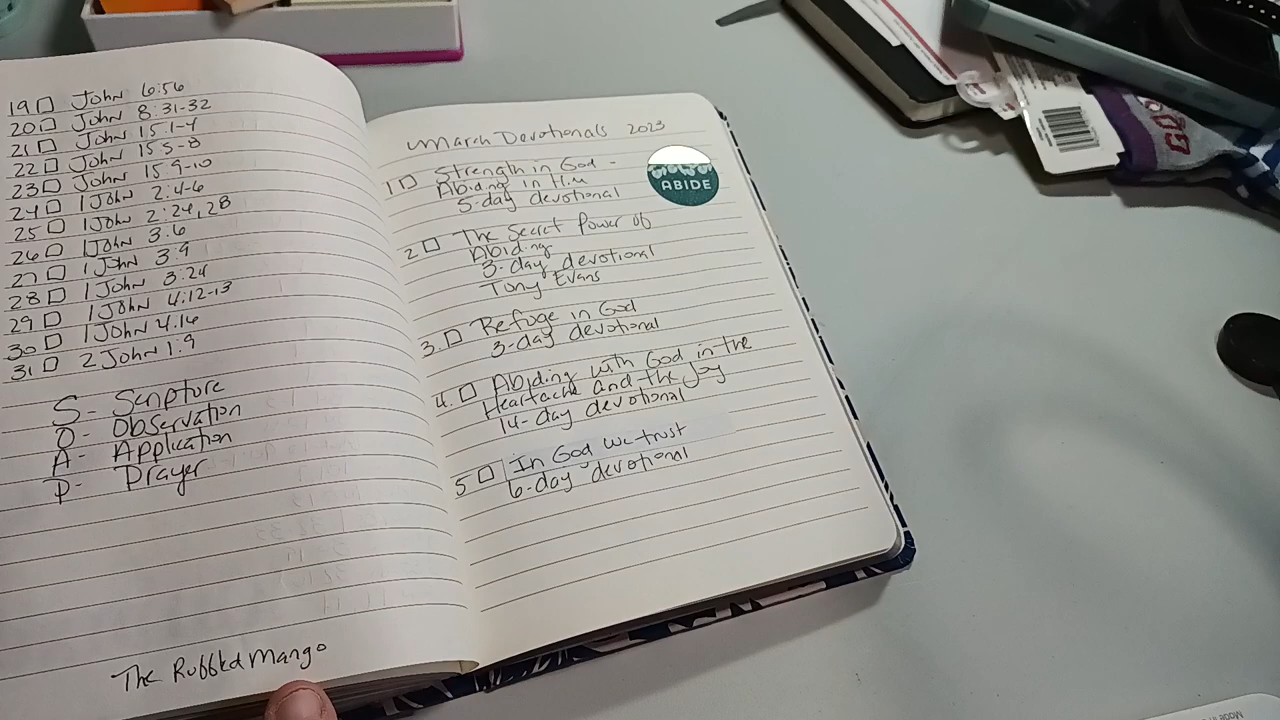 19 John 6:56
20 John 8:31-32
21 John 15:1-4
22 John 15 5-8
23 John 15 9-10
24 1 John 2:4-6
25 1 John 2:24,28
26 1 John 3:6
27 1 John 3:9
28 1 John 3:24
29 1 John 4:12-13
30 1 John 4:16
31 2 John 1:9
S- Scripture
O- Observation
A- Application
P- Prayer
The Ruffled Mango
March Devotionals 2023
1 Strength in God -
Abiding in Him
5-day devotional
ABIDE
2 The Secret Power of
Abiding
3-day devotional
Tony Evans
3. Refuge in God
3-day devotional
4. Abiding with God in the
Heartache and the Joy
14-day devotional
5 In God we trust
6-day devotional